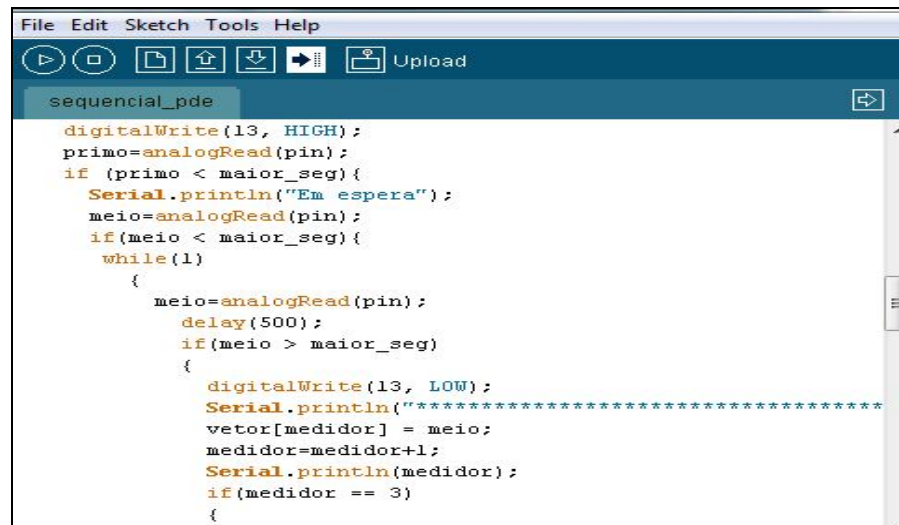 File Edit Sketch Tools Help
Upload
sequencial_pde
digitalWrite(13, HIGH);
primo=analogRead(pin);
if (primo < maior_seg){
Serial.println("Em espera");
meio=analogRead(pin);
if(meio < maior_seg){
while(1)
{
meio=analogRead(pin);
delay(500);
if(meio > maior_seg)
{
digitalWrite(13, LOW);
Serial.println("************************************
vetor[medidor] = meio;
medidor=medidor+1;
Serial.println(medidor);
if(medidor == 3)
{